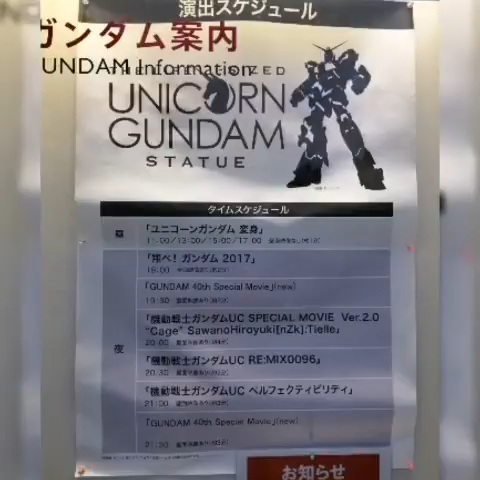 演出スケジュール
ガンダム案内
UNDAM Information
THE LIFE-SIZED
UNICORN
GUNDAM
STATUE
タイムスケジュール
昼
「ユニコーンガンダム 変身」
11:00/13:00/15:00/17:00
夜
「翔べ! ガンダム 2017」
19:00
「GUNDAM 40th Special Movie」(new)
19:30
「機動戦士ガンダムUC SPECIAL MOVIE Ver.2.0
"Cage" SawanoHiroyuki[nZk]:Tielle」
20:00
「機動戦士ガンダムUC RE:MIX0096」
20:30
「機動戦士ガンダムUC ペルフェクティビリティ」
21:00
「GUNDAM 40th Special Movie」(new)
21:30
お知らせ